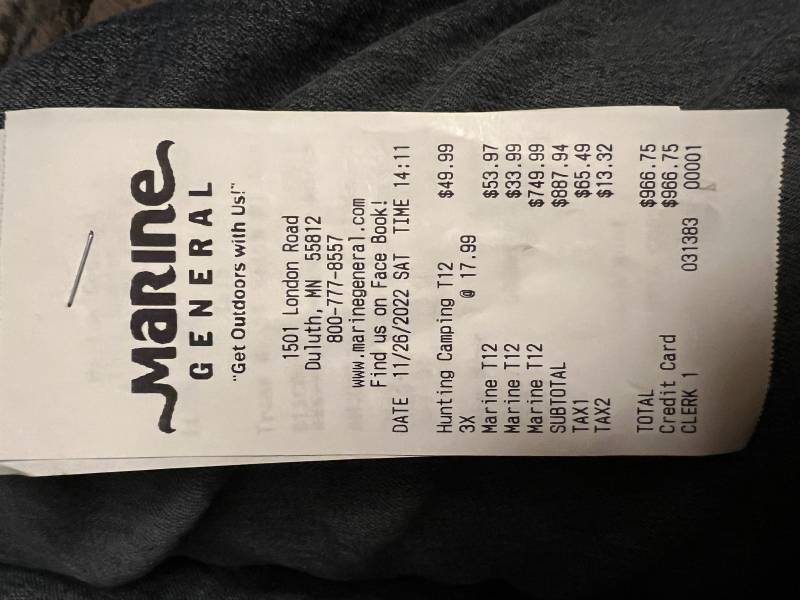 Marine
GENERAL
"Get Outdoors with Us!"
1501 London Road
Duluth, MN 55812
800-777-8557
www.marinegeneral.com
Find us on Face Book!
DATE 11/26/2022 SAT TIME 14:11
Hunting Camping T12 $49.99
3X @ 17.99
Marine T12 $53.97
Marine T12 $33.99
Marine T12 $749.99
SUBTOTAL $887.94
TAX1 $65.49
TAX2 $13.32
TOTAL $966.75
Credit Card $966.75
CLERK 1 031383 00001